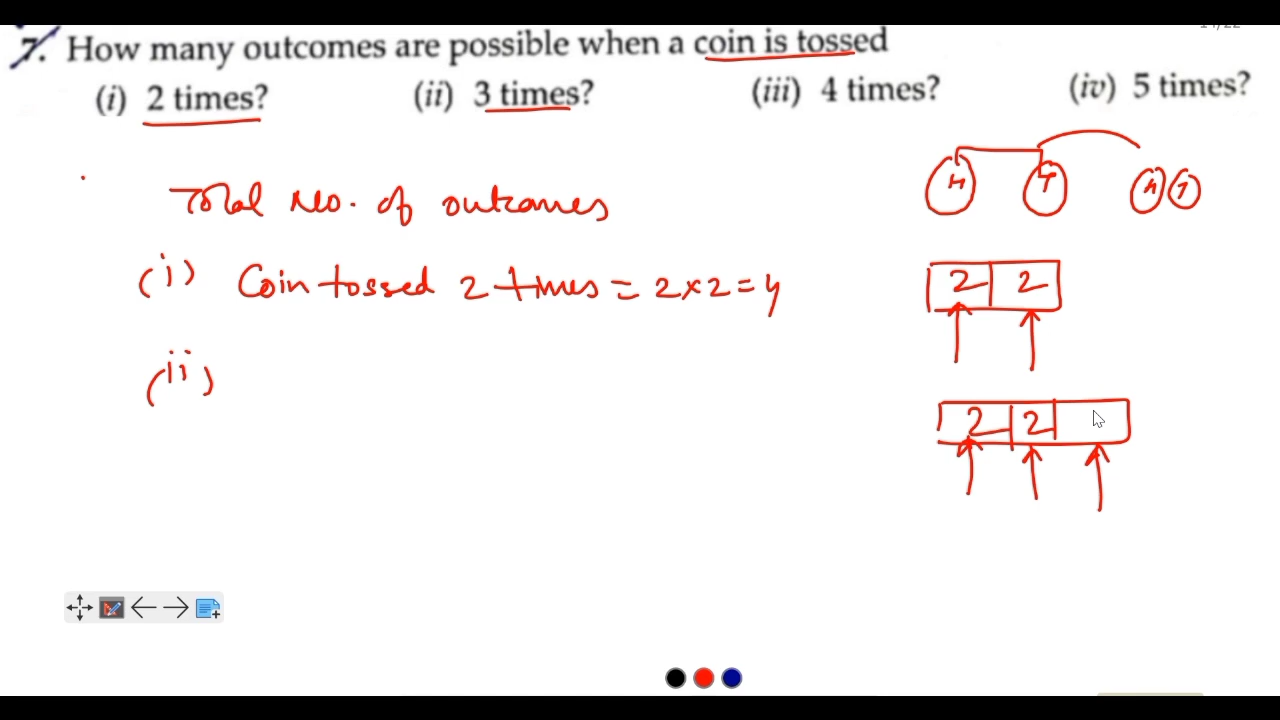 7. How many outcomes are possible when a coin is tossed
(i) 2 times? (ii) 3 times? (iii) 4 times? (iv) 5 times?
H T H T
Total No. of outcomes
(i) Coin tossed 2 times = 2×2=4
2 2
(ii)
2 2